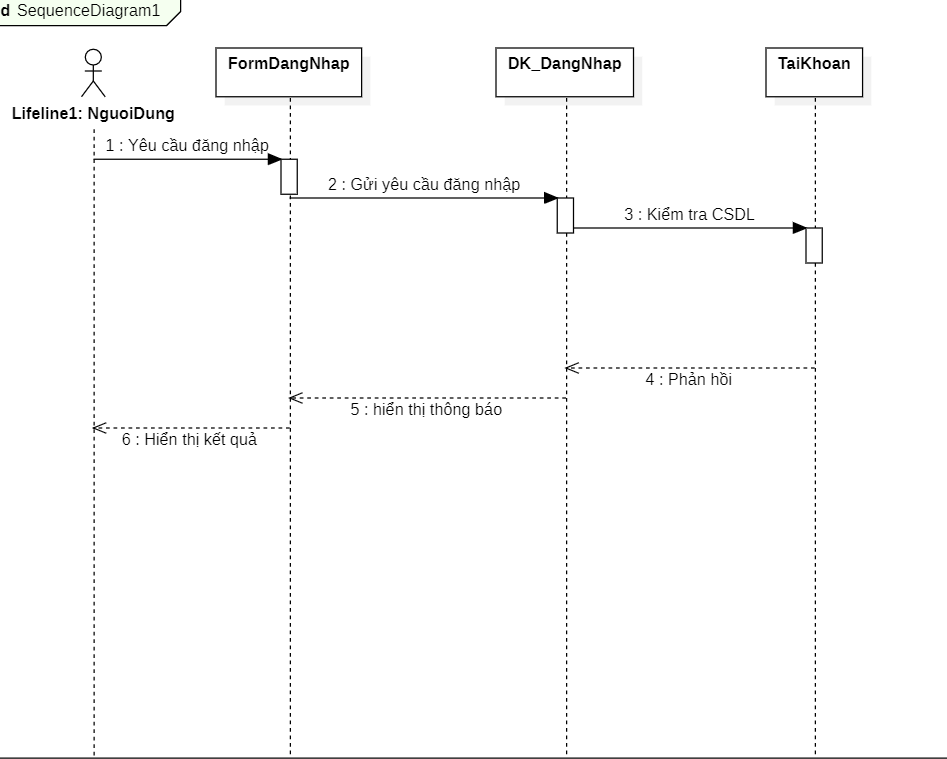 d SequenceDiagram1
FormDangNhap
DK_DangNhap
TaiKhoan
Lifeline1: NguoiDung
1 : Yêu cầu đăng nhập
2 : Gửi yêu cầu đăng nhập
3 : Kiểm tra CSDL
4 : Phản hồi
5 : hiển thị thông báo
6 : Hiển thị kết quả